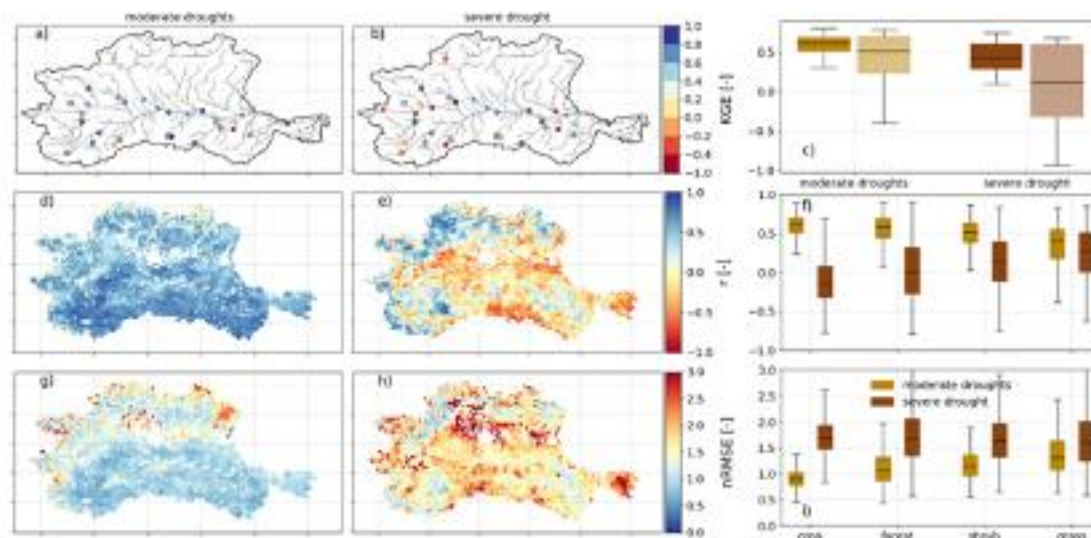 moderate droughts
severe drought
a)
b)
1.0
0.8
0.6
0.4
0.2
0.0
-0.2
-0.4
-0.6
-1.0
KGE [-]
0.5
0.0
-0.5
-1.0
c)
moderate droughts
severe drought
d)
e)
1.0
0.5
0.0
-0.5
-1.0
r [-]
f)
1.0
0.5
0.0
-0.5
-1.0
g)
h)
3.0
2.5
2.0
1.5
1.0
0.5
0.0
nRMSE [-]
3.0
2.5
2.0
1.5
1.0
0.5
0.0
moderate droughts
severe drought
i)
crop
forest
shrub
grass